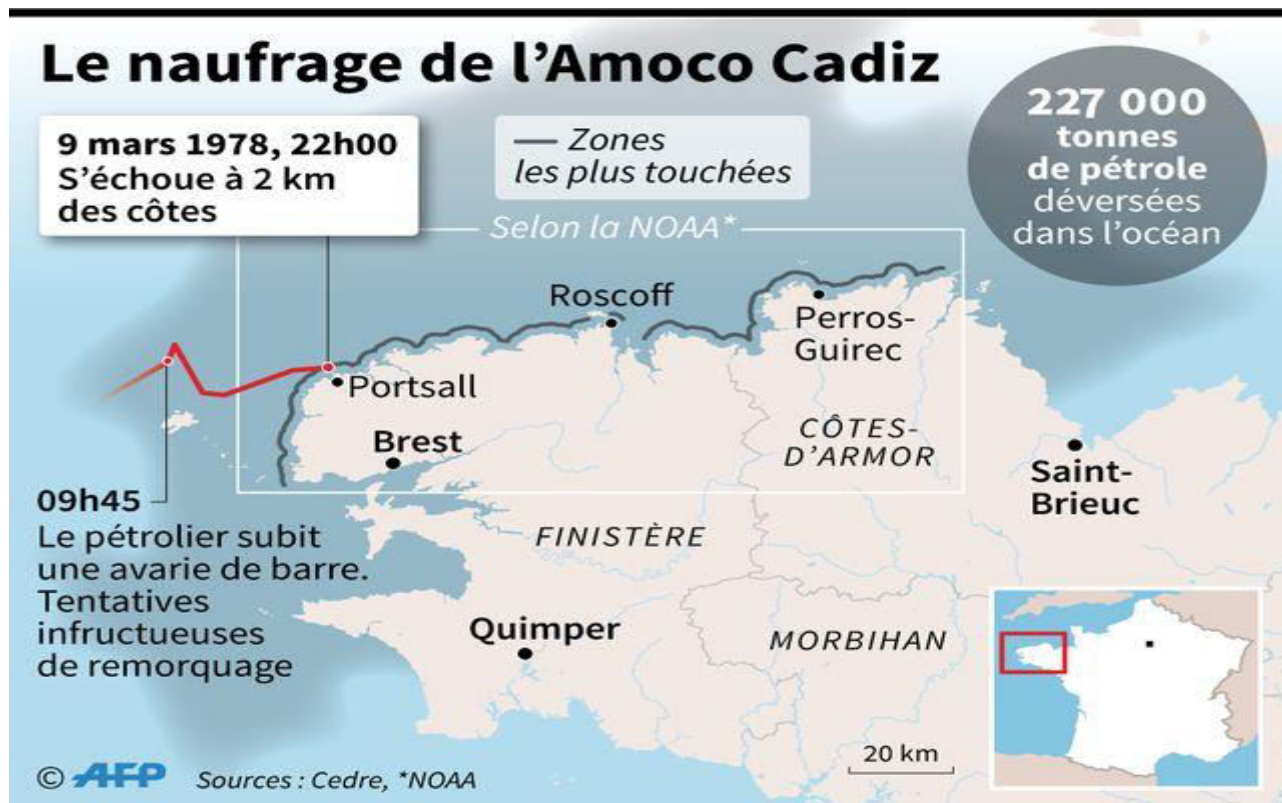 Le naufrage de l'Amoco Cadiz
9 mars 1978, 22h00
S'échoue à 2 km
des côtes
Zones
les plus touchées
Selon la NOAA*
227 000
tonnes
de pétrole
déversées
dans l'océan
Roscoff
Perros-
Guirec
Portsall
Brest
CÔTES-
D'ARMOR
Saint-
Brieuc
09h45
Le pétrolier subit
une avarie de barre.
Tentatives
infructueuses
de remorquage
FINISTÈRE
Quimper
MORBIHAN
20 km
© AFP Sources : Cedre, *NOAA